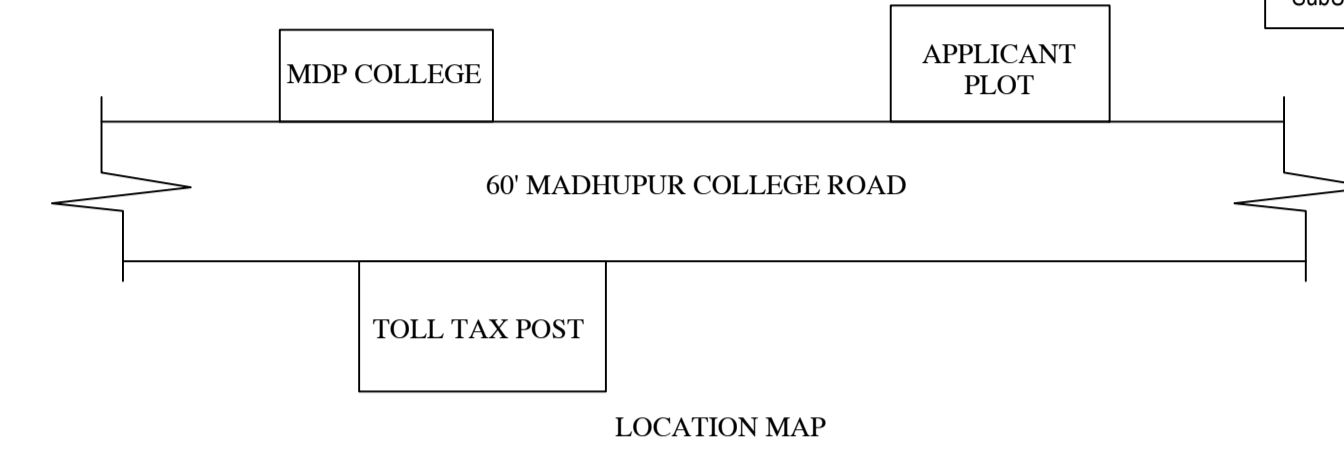 MDP COLLEGE
APPLICANT
PLOT
60' MADHUPUR COLLEGE ROAD
TOLL TAX POST
LOCATION MAP